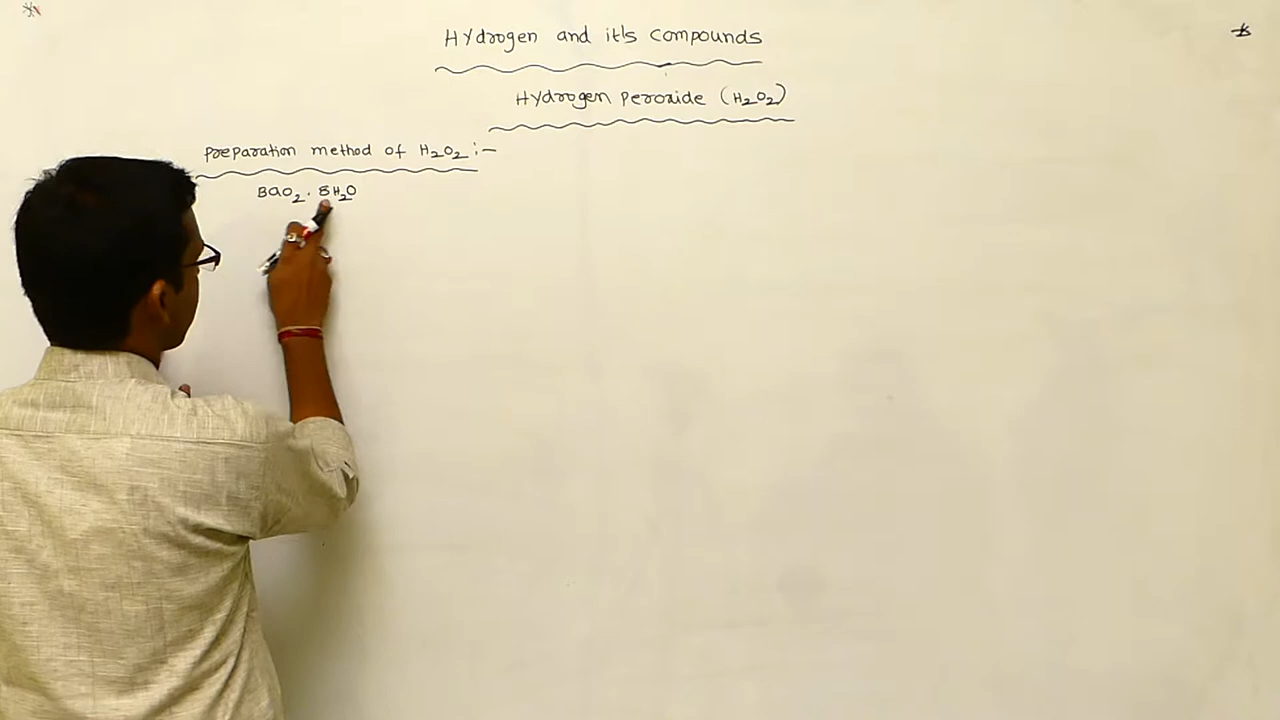 Hydrogen and it's compounds
Hydrogen peroxide (H₂O₂)
preparation method of H₂O₂ :-
BaO₂ . 8H₂O